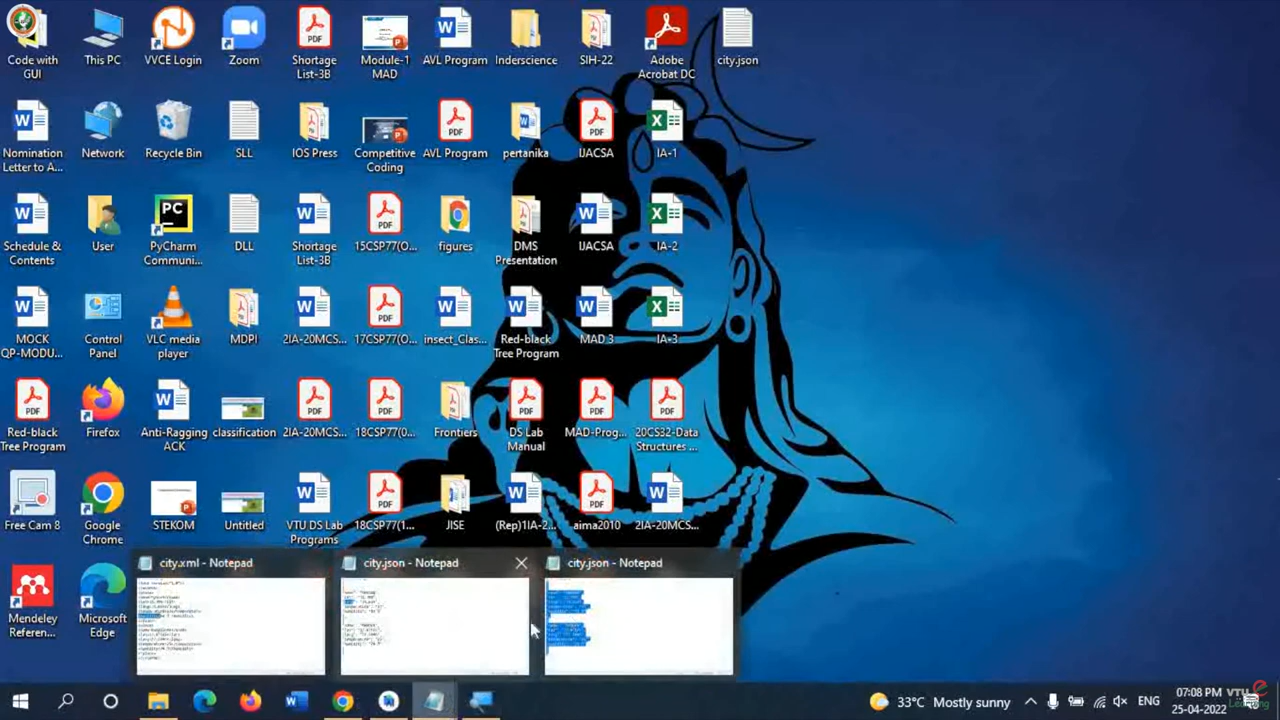 Code with GUI
This PC
VVCE Login
Zoom
Shortage List-3B
Module-1 MAD
AVL Program
Inderscience
SIH-22
Adobe Acrobat DC
city.json
Nomination Letter to A...
Network
Recycle Bin
SLL
IOS Press
Competitive Coding
AVL Program
pertanika
IJACSA
IA-1
Schedule & Contents
User
PyCharm Communi...
DLL
Shortage List-3B
15CSP77(O...
figures
DMS Presentation
IJACSA
IA-2
MOCK QP-MODU...
Control Panel
VLC media player
MDPI
2IA-20MCS...
17CSP77(O...
insect_Clas...
Red-black Tree Program
MAD 3
IA-3
Red-black Tree Program
Firefox
Anti-Ragging ACK
classification
2IA-20MCS...
18CSP77(0...
Frontiers
DS Lab Manual
MAD-Prog...
20CS32-Data Structures ...
Free Cam 8
Google Chrome
STEKOM
Untitled
VTU DS Lab Programs
18CSP77(1...
JISE
(Rep)1IA-2...
aima2010
2IA-20MCS...
Mendeley Referen...
Microsoft Edge
city.xml - Notepad
city.json - Notepad
city.json - Notepad
33°C Mostly sunny
ENG
07:08 PM
25-04-2022
VTU
Learning